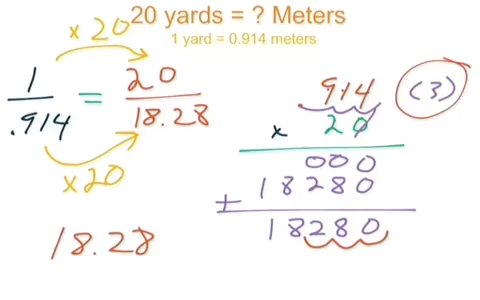 20 yards = ? Meters
1 yard = 0.914 meters
x 20
1/.914 = 20/18.28
x20
18.28
.914 (3)
x 20
000
+ 18280
18280